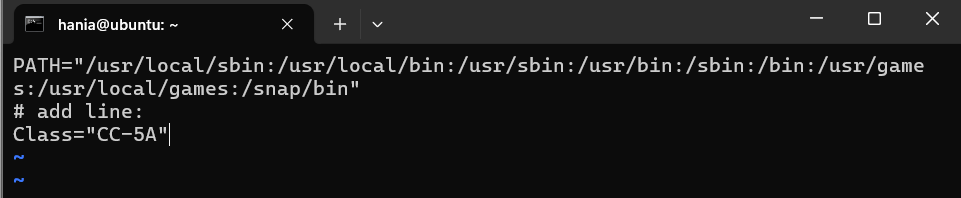 hania@ubuntu: ~
PATH="/usr/local/sbin:/usr/local/bin:/usr/sbin:/usr/bin:/sbin:/bin:/usr/game
s:/usr/local/games:/snap/bin"
# add line:
Class="CC-5A"
~
~